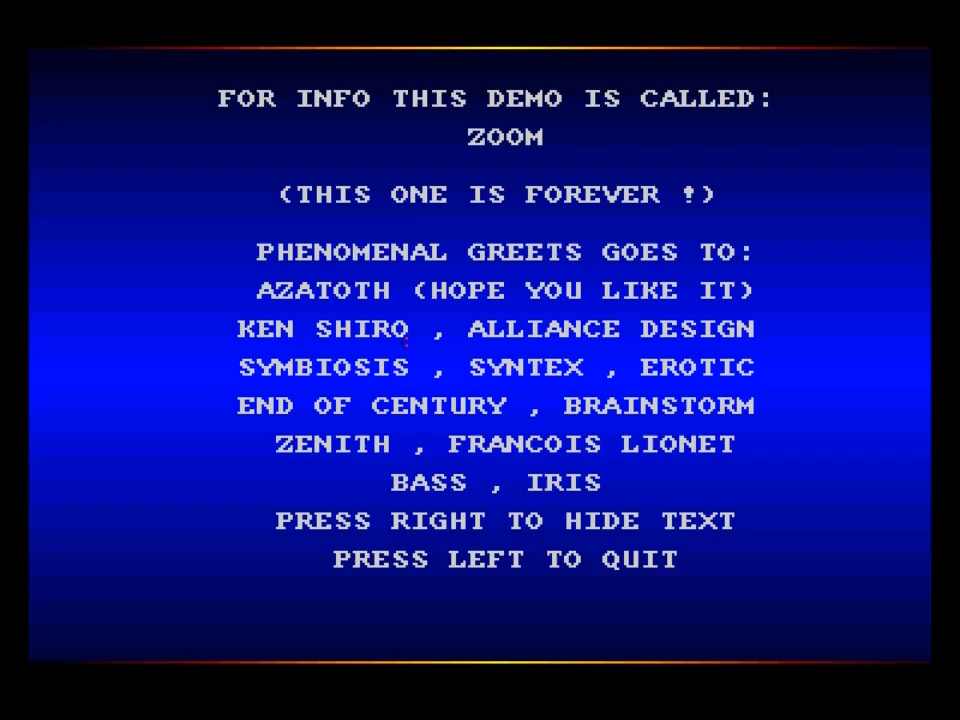 FOR INFO THIS DEMO IS CALLED:
ZOOM
(THIS ONE IS FOREVER !)
PHENOMENAL GREETS GOES TO:
AZATOTH (HOPE YOU LIKE IT)
KEN SHIRO , ALLIANCE DESIGN
SYMBIOSIS , SYNTEX , EROTIC
END OF CENTURY , BRAINSTORM
ZENITH , FRANCOIS LIONET
BASS , IRIS
PRESS RIGHT TO HIDE TEXT
PRESS LEFT TO QUIT